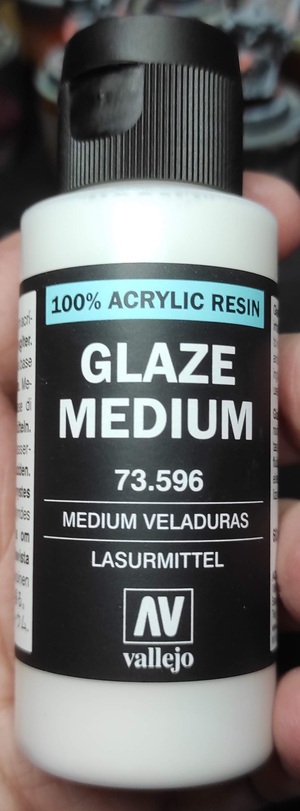 100% ACRYLIC RESIN
GLAZE
MEDIUM
73.596
MEDIUM VELADURAS
LASURMITTEL
AV
vallejo